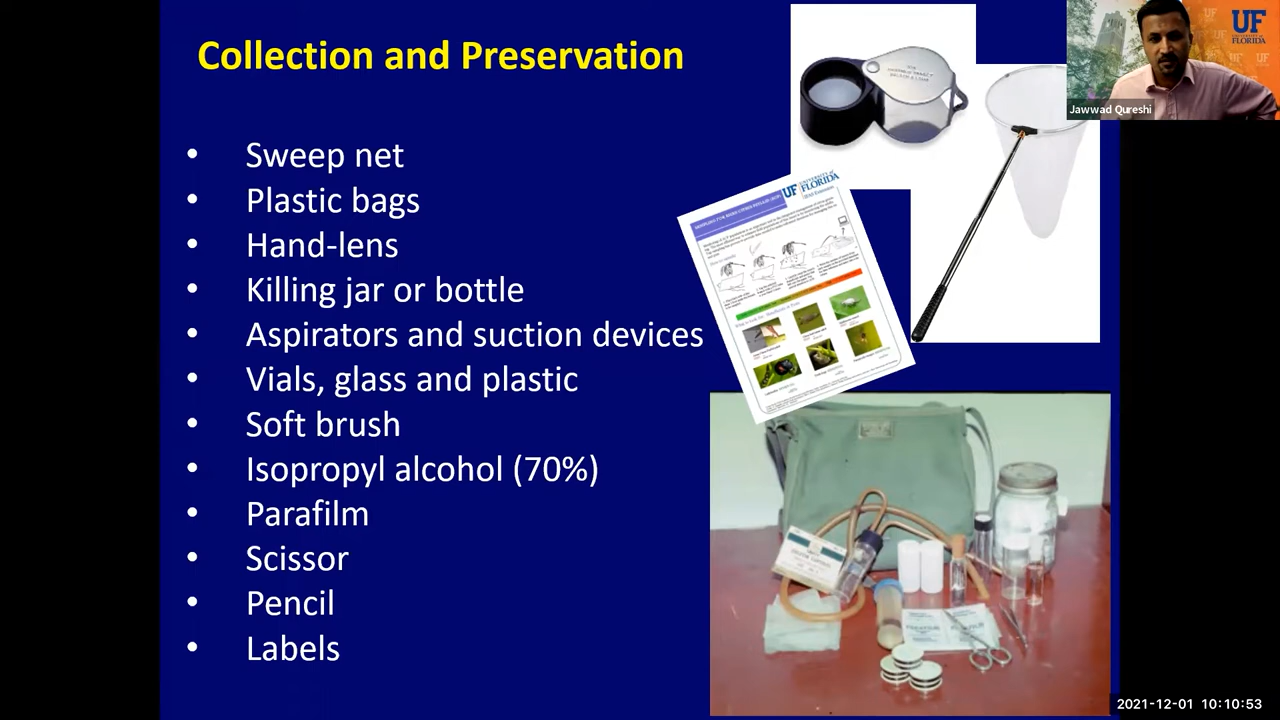 Collection and Preservation
• Sweep net
• Plastic bags
• Hand-lens
• Killing jar or bottle
• Aspirators and suction devices
• Vials, glass and plastic
• Soft brush
• Isopropyl alcohol (70%)
• Parafilm
• Scissor
• Pencil
• Labels
UF
UNIVERSITY of
FLORIDA
UF
FLORIDA
Jawwad Qureshi
2021-12-01 10:10:53